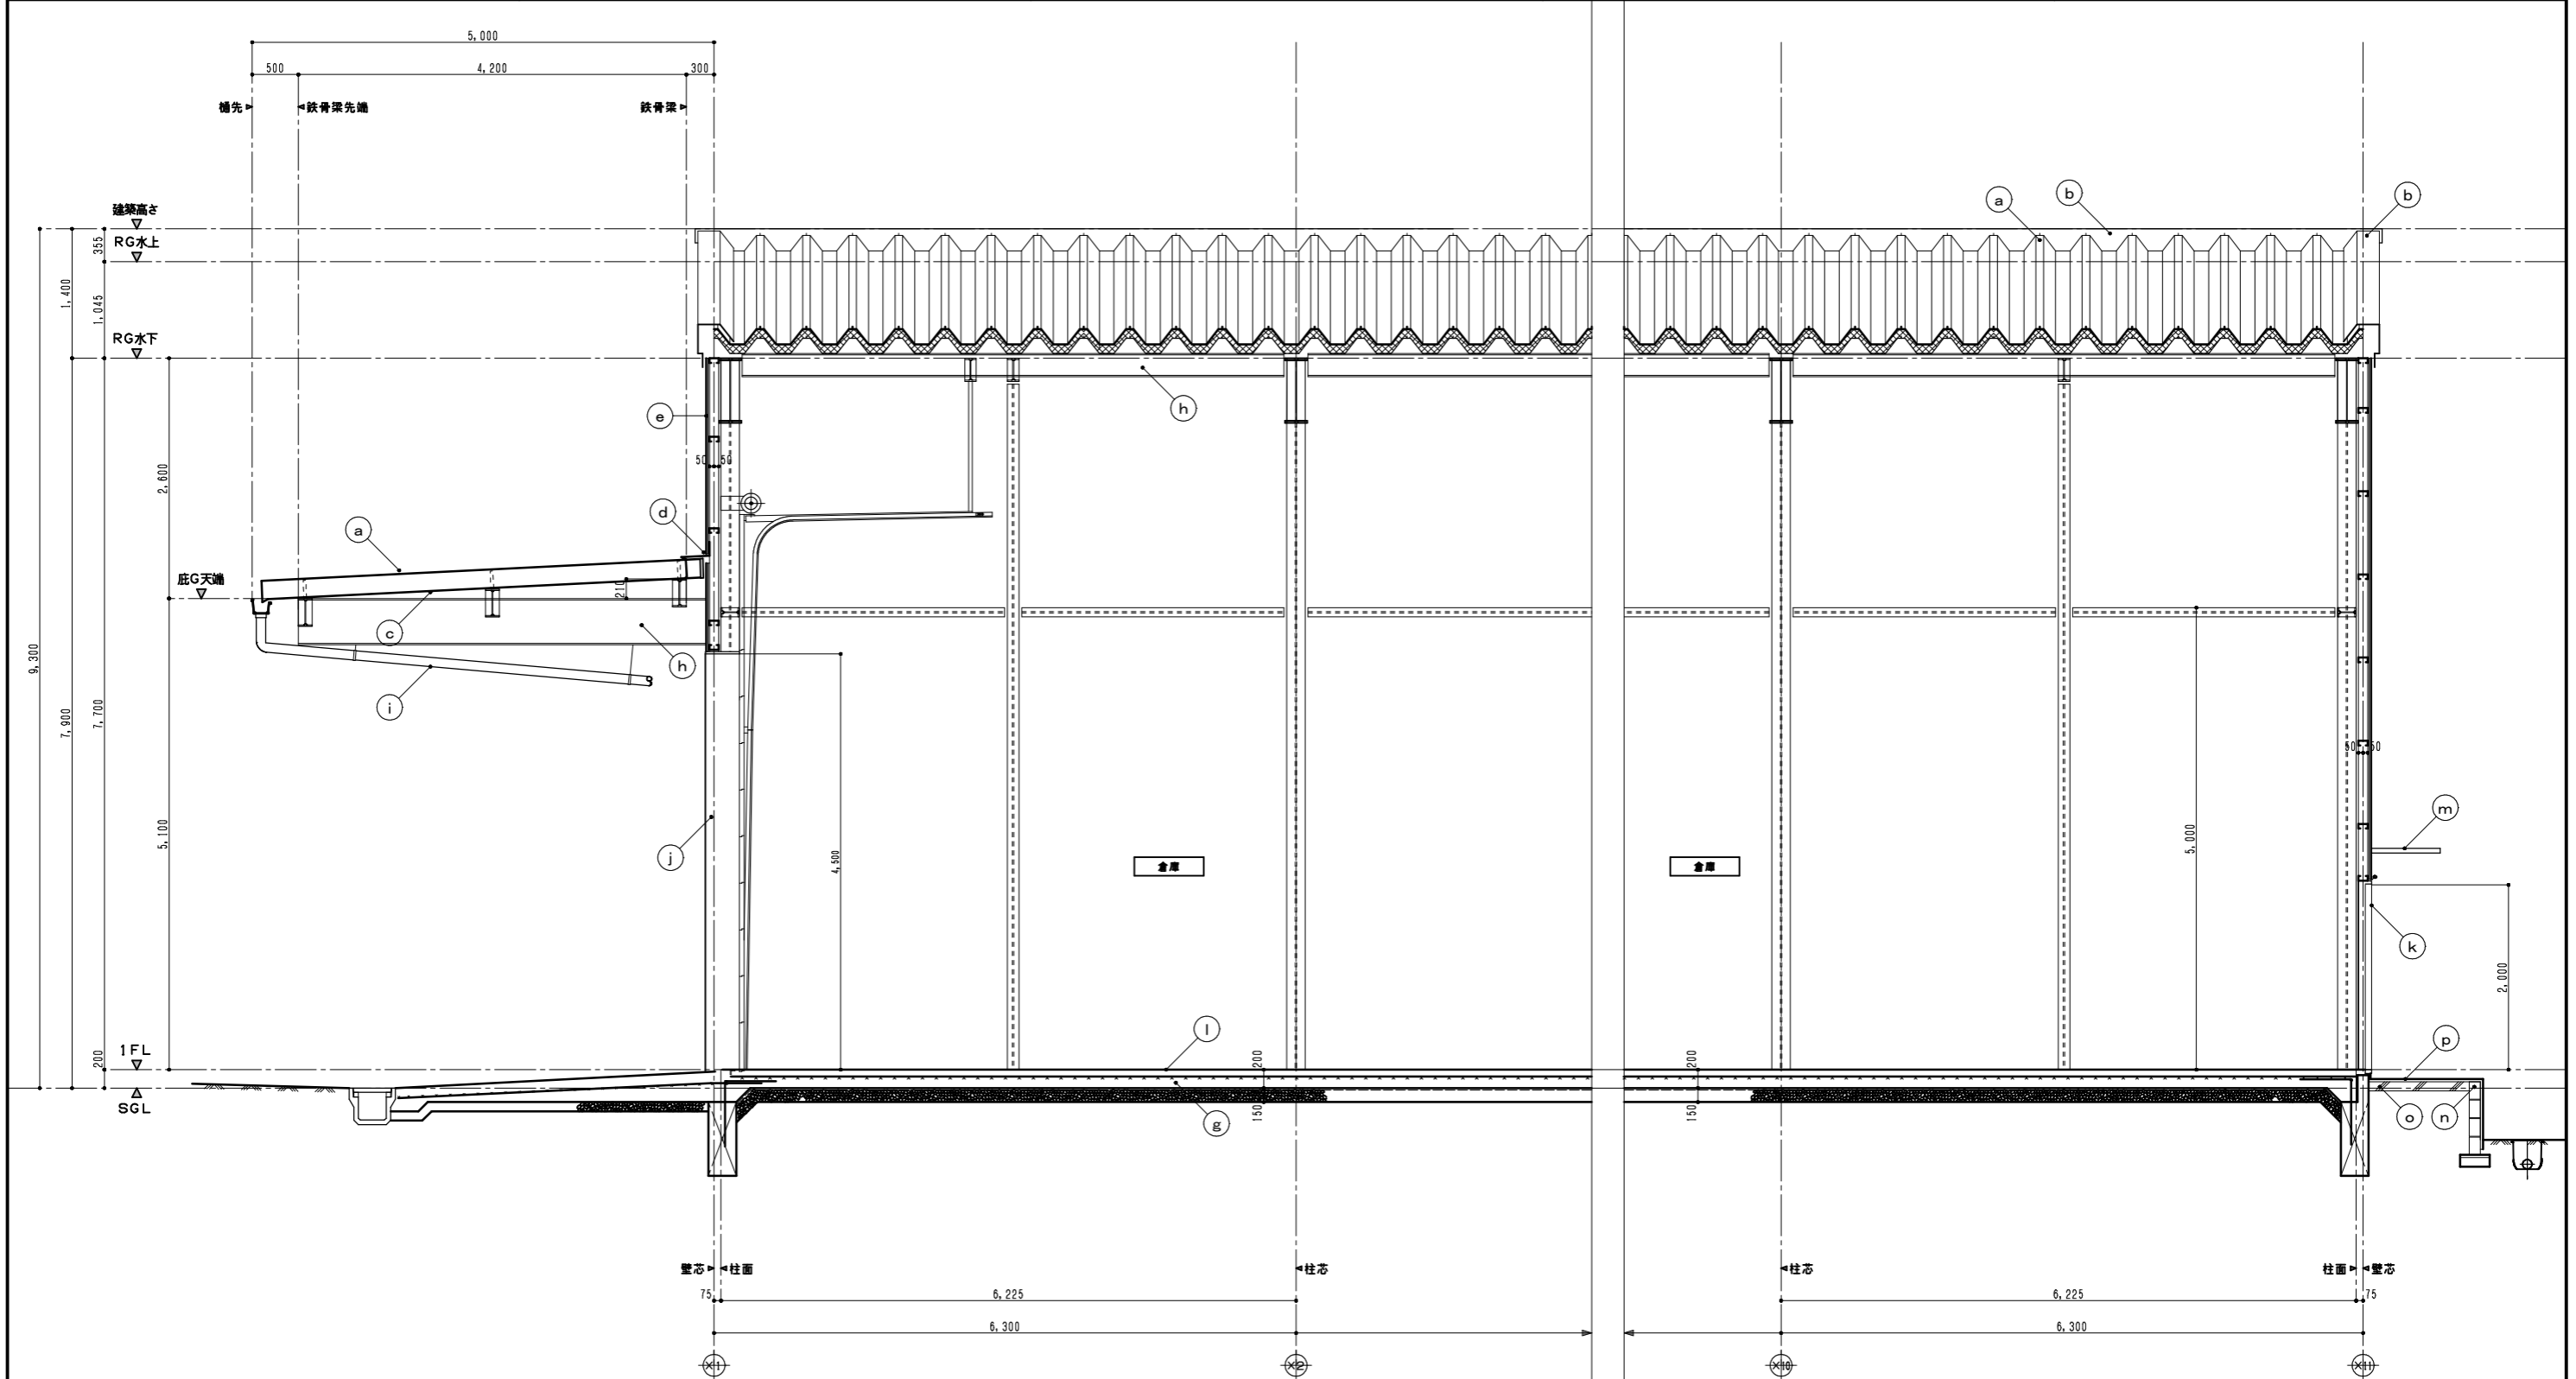 5,000
500 4,200 300
樋先 鉄骨梁先端 鉄骨梁
a b b
建築高さ
RG水上
355
1,400
1,045
RG水下
h
e
50 50
2,600
d
a
庇G天端
210
c
h
i
9,300
7,900
7,700
5,100
j
4,500
倉庫 倉庫
5,000
50 50
m
k
2,000
l
p
1FL
200
SGL
200 200
150 150
g
o n
壁芯 柱面 柱芯 柱芯 柱面 壁芯
75 6,225 6,225 75
6,300 6,300
X1 X2 X10 X11